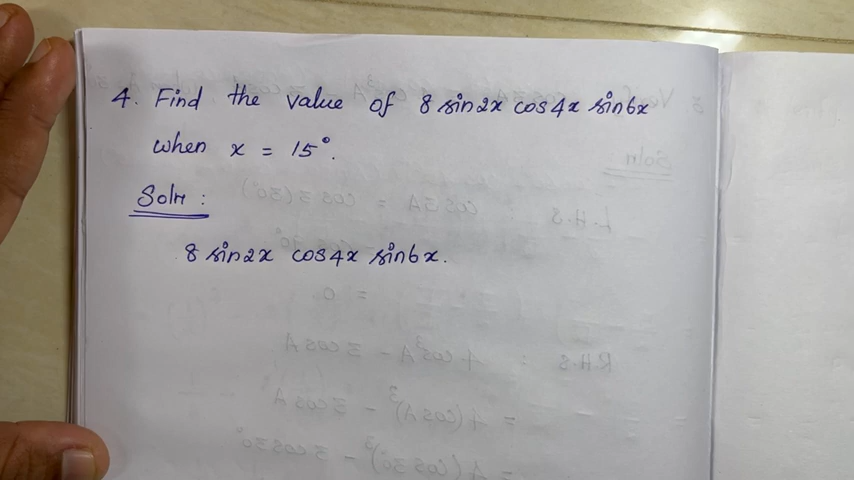 4. Find the value of 8 sin2x cos4x sin6x
when x = 15°.
Soln :
8 sin2x cos4x sin6x.